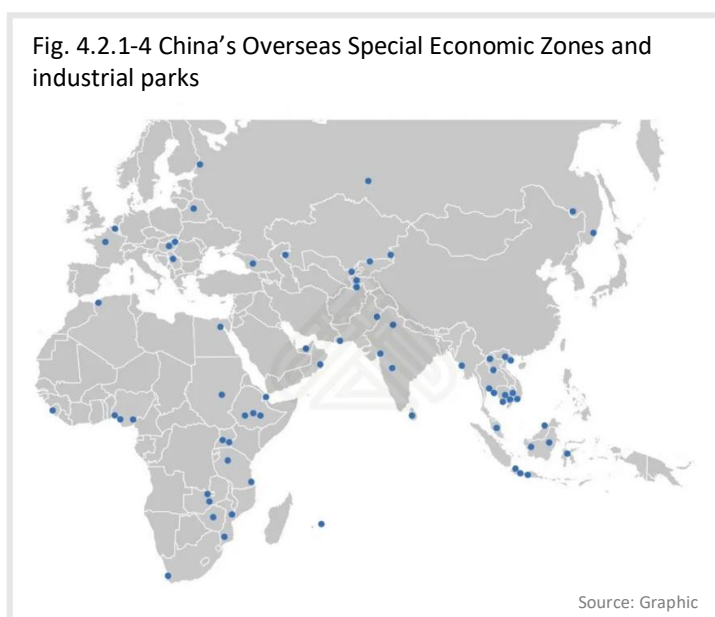 Fig. 4.2.1-4 China’s Overseas Special Economic Zones and
industrial parks
Source: Graphic